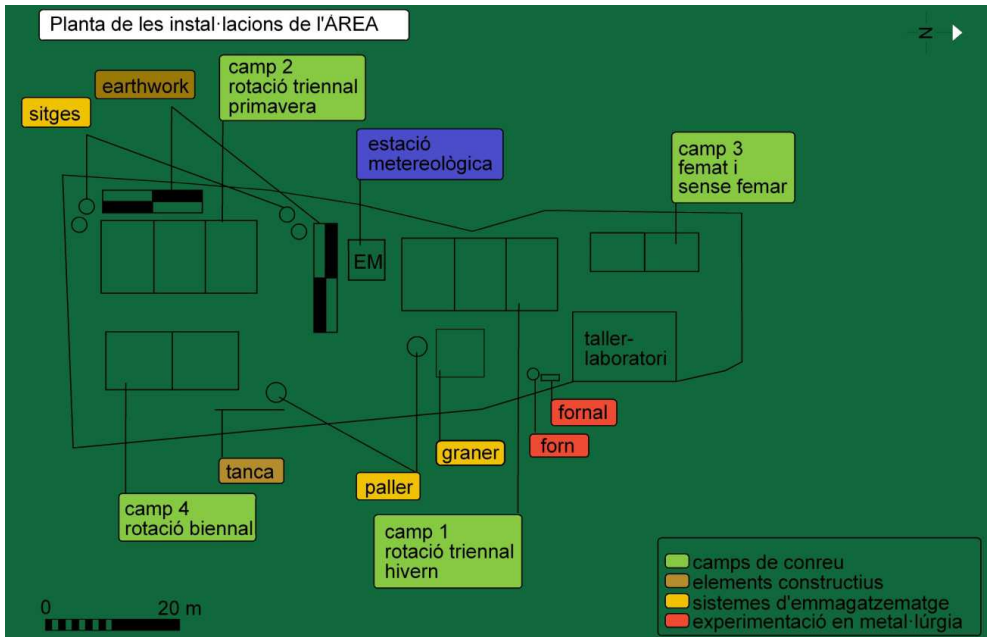 Planta de les instal·lacions de l'ÁREA
N
earthwork
sitges
camp 2
rotació triennal
primavera
estació
metereològica
camp 3
femat i
sense femar
EM
taller-
laboratori
fornal
forn
graner
paller
tanca
camp 4
rotació biennal
camp 1
rotació triennal
hivern
0 20 m
camps de conreu
elements constructius
sistemes d'emmagatzematge
experimentació en metal·lúrgia